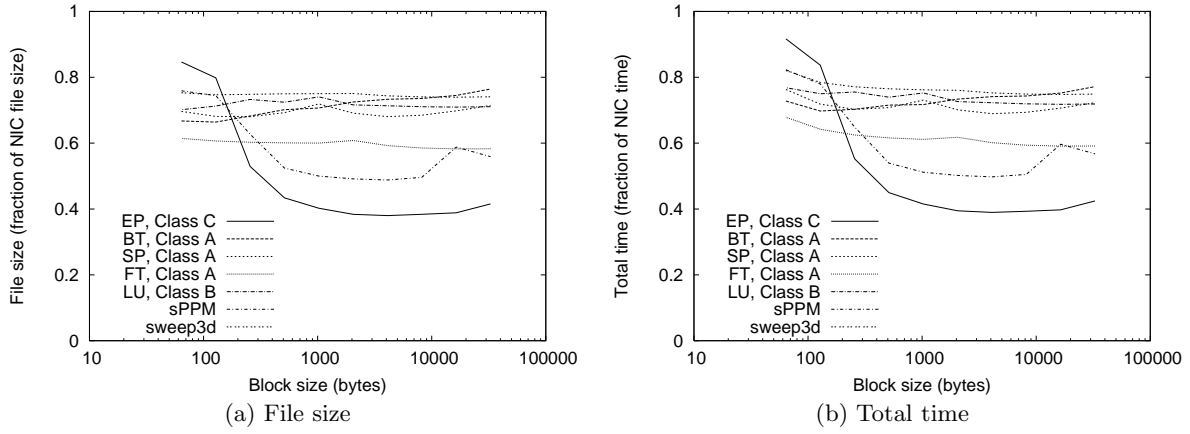 File size (fraction of NIC file size)
1
0.8
0.6
0.4
0.2
0
EP, Class C
BT, Class A
SP, Class A
FT, Class A
LU, Class B
sPPM
sweep3d
10
100
1000
10000
100000
Block size (bytes)
(a) File size
Total time (fraction of NIC time)
1
0.8
0.6
0.4
0.2
0
EP, Class C
BT, Class A
SP, Class A
FT, Class A
LU, Class B
sPPM
sweep3d
10
100
1000
10000
100000
Block size (bytes)
(b) Total time